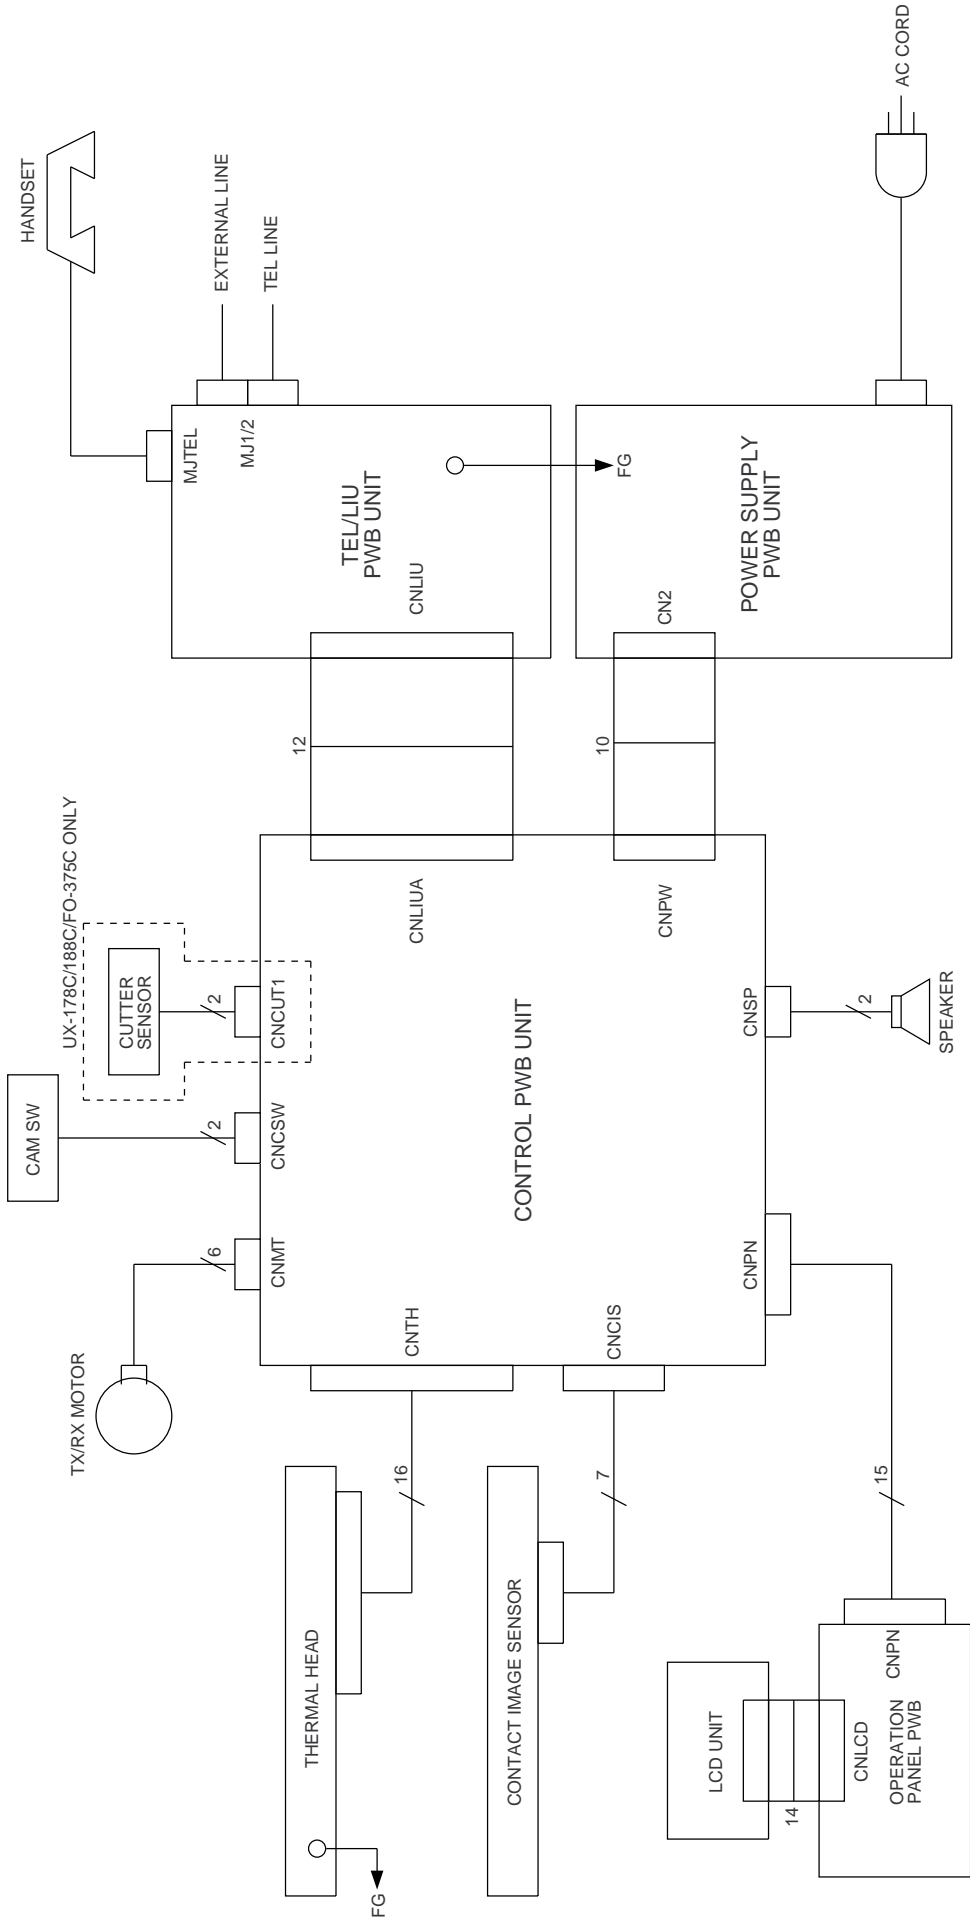 HANDSET
EXTERNAL LINE
TEL LINE
AC CORD
MJTEL
MJ1/2
TEL/LIU
PWB UNIT
CNLIU
FG
POWER SUPPLY
PWB UNIT
CN2
12
10
UX-178C/188C/FO-375C ONLY
CUTTER
SENSOR
2
CNCUT1
CNLIUA
CNPW
CAM SW
2
CNCSW
CONTROL PWB UNIT
CNSP
2
SPEAKER
TX/RX MOTOR
6
CNMT
CNTH
CNCIS
CNPN
16
7
15
THERMAL HEAD
FG
CONTACT IMAGE SENSOR
LCD UNIT
14
CNLCD
CNPN
OPERATION
PANEL PWB